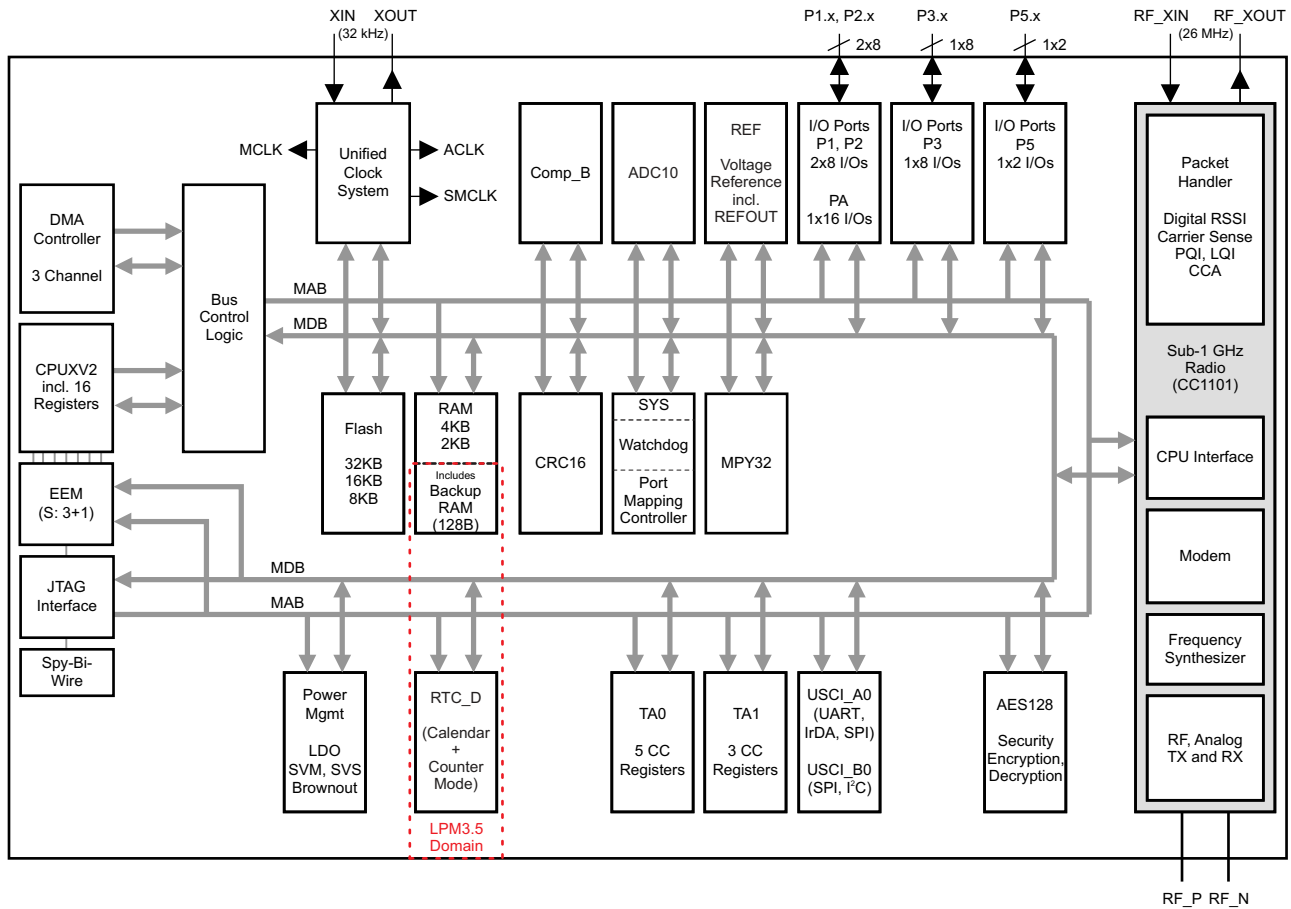 XIN XOUT
(32 kHz)
P1.x, P2.x
2x8
P3.x
1x8
P5.x
1x2
RF_XIN RF_XOUT
(26 MHz)
MCLK
Unified
Clock
System
ACLK
SMCLK
Comp_B
ADC10
REF
Voltage
Reference
incl.
REFOUT
I/O Ports
P1, P2
2x8 I/Os
PA
1x16 I/Os
I/O Ports
P3
1x8 I/Os
I/O Ports
P5
1x2 I/Os
Packet
Handler
Digital RSSI
Carrier Sense
PQI, LQI
CCA
DMA
Controller
3 Channel
Bus
Control
Logic
MAB
MDB
CPUXV2
incl. 16
Registers
Sub-1 GHz
Radio
(CC1101)
Flash
32KB
16KB
8KB
RAM
4KB
2KB
Includes
Backup
RAM
(128B)
CRC16
SYS
Watchdog
Port
Mapping
Controller
MPY32
CPU Interface
EEM
(S: 3+1)
Modem
JTAG
Interface
MDB
MAB
Spy-Bi-
Wire
Frequency
Synthesizer
Power
Mgmt
LDO
SVM, SVS
Brownout
RTC_D
(Calendar
+
Counter
Mode)
LPM3.5
Domain
TA0
5 CC
Registers
TA1
3 CC
Registers
USCI_A0
(UART,
IrDA, SPI)
USCI_B0
(SPI, I²C)
AES128
Security
Encryption,
Decryption
RF, Analog
TX and RX
RF_P RF_N